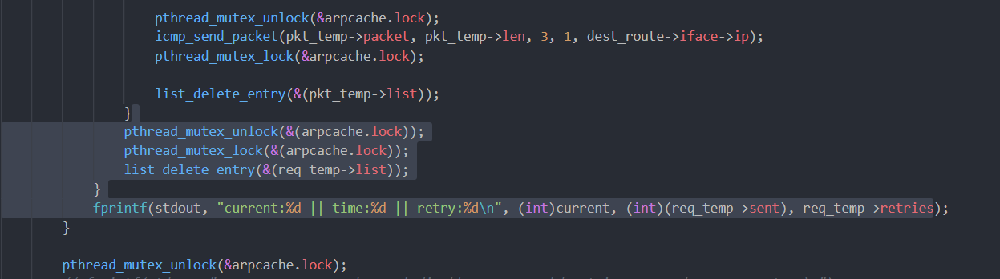 pthread_mutex_unlock(&arpcache.lock);
icmp_send_packet(pkt_temp->packet, pkt_temp->len, 3, 1, dest_route->iface->ip);
pthread_mutex_lock(&arpcache.lock);
list_delete_entry(&(pkt_temp->list));
}
pthread_mutex_unlock(&(arpcache.lock));
pthread_mutex_lock(&(arpcache.lock));
list_delete_entry(&(req_temp->list));
}
fprintf(stdout, "current:%d || time:%d || retry:%d\n", (int)current, (int)(req_temp->sent), req_temp->retries);
}
pthread_mutex_unlock(&arpcache.lock);